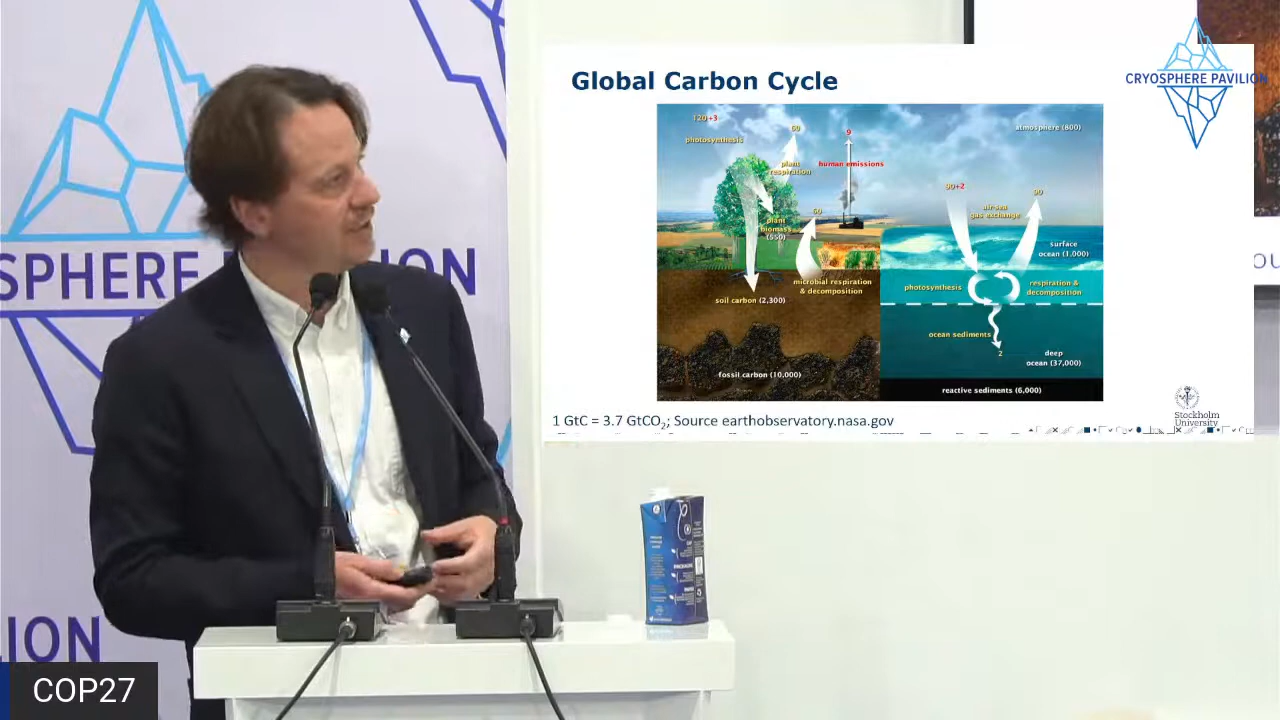 Global Carbon Cycle
CRYOSPHERE PAVILION
120+3
60
9
atmosphere (800)
photosynthesis
plant
respiration
human emissions
90+2
90
60
air-sea
gas exchange
plant
biomass
(550)
surface
ocean (1,000)
microbial respiration
& decomposition
photosynthesis
respiration &
decomposition
soil carbon (2,300)
ocean sediments
2
deep
ocean (37,000)
fossil carbon (10,000)
reactive sediments (6,000)
1 GtC = 3.7 GtCO₂; Source earthobservatory.nasa.gov
Stockholm
University
OSPHERE PAVILION
LION
COP27